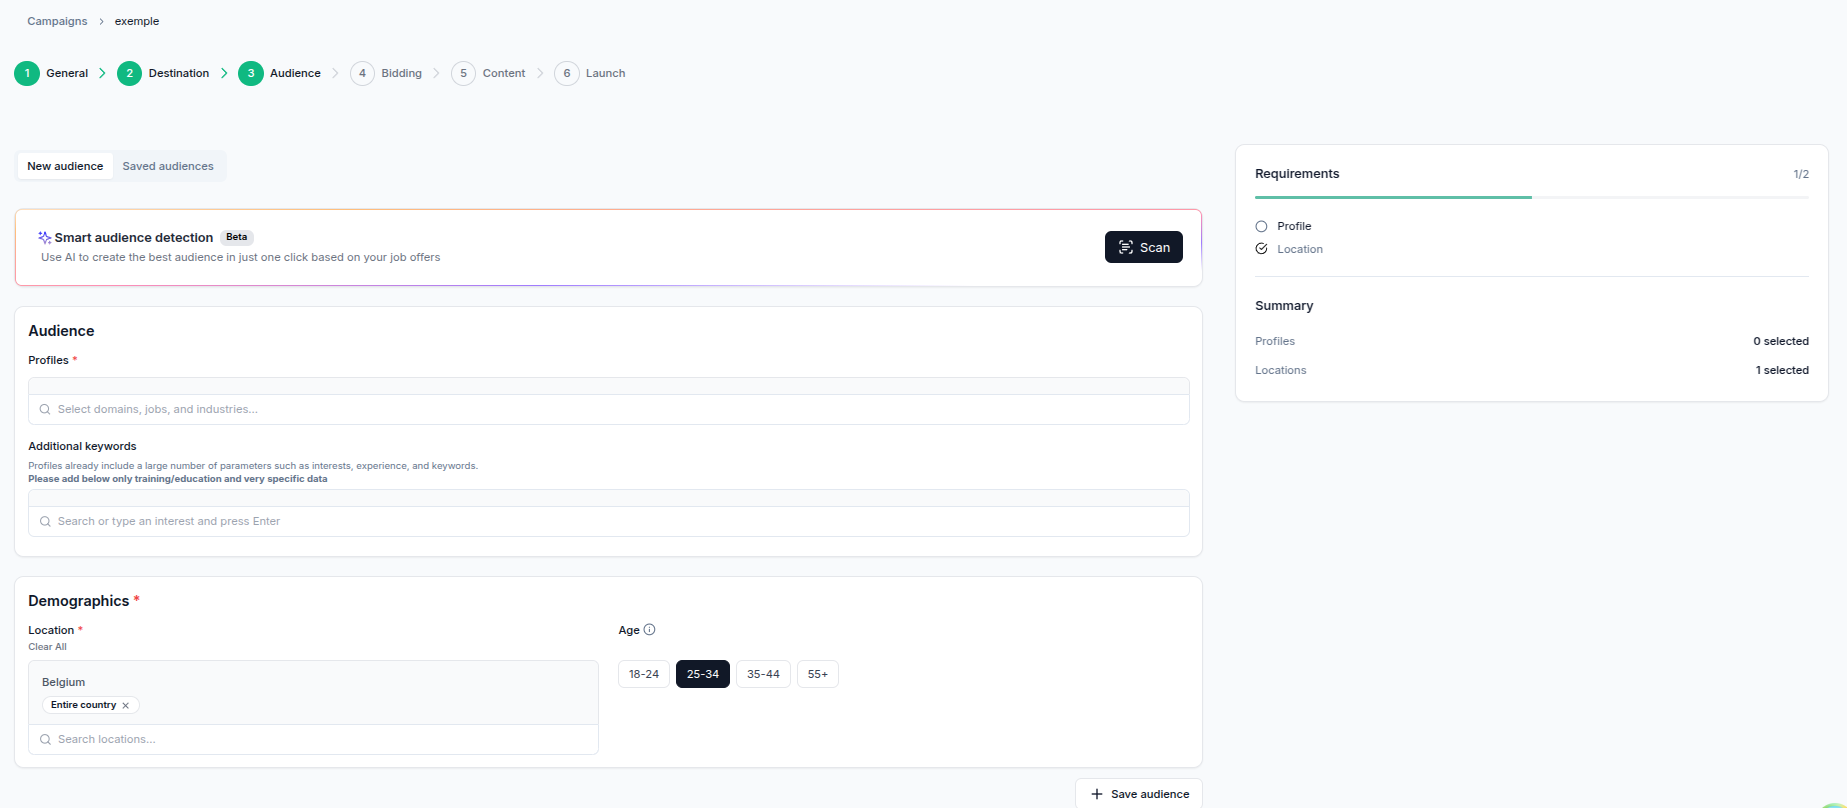 Campaigns > exemple
1 General > 2 Destination > 3 Audience > 4 Bidding > 5 Content > 6 Launch
New audience Saved audiences
Smart audience detection Beta
Use AI to create the best audience in just one click based on your job offers
Scan
Audience
Profiles *
Select domains, jobs, and industries...
Additional keywords
Profiles already include a large number of parameters such as interests, experience, and keywords.
Please add below only training/education and very specific data
Search or type an interest and press Enter
Demographics *
Location *
Clear All
Belgium
Entire country ×
Search locations...
Age
18-24 25-34 35-44 55+
+ Save audience
Requirements 1/2
Profile
Location
Summary
Profiles 0 selected
Locations 1 selected